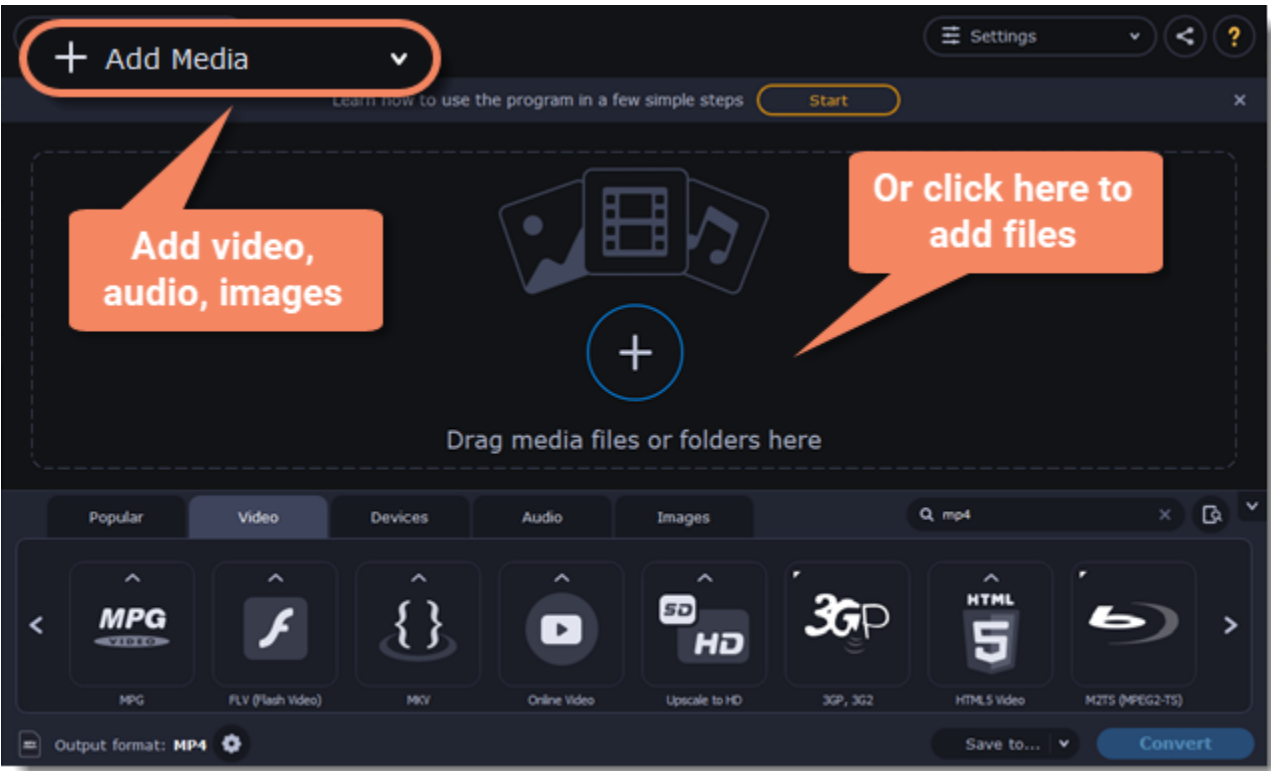 Add Media
Settings
?
Learn how to use the program in a few simple steps
Start
Add video,
audio, images
Or click here to
add files
Drag media files or folders here
Popular
Video
Devices
Audio
Images
mp4
MPG
VIDEO
SD
HD
3GP
HTML
5
MPG
FLV (Flash Video)
MKV
Online Video
Upscale to HD
3GP, 3G2
HTML5 Video
M2TS (MPEG2-TS)
Output format: MP4
Save to...
Convert